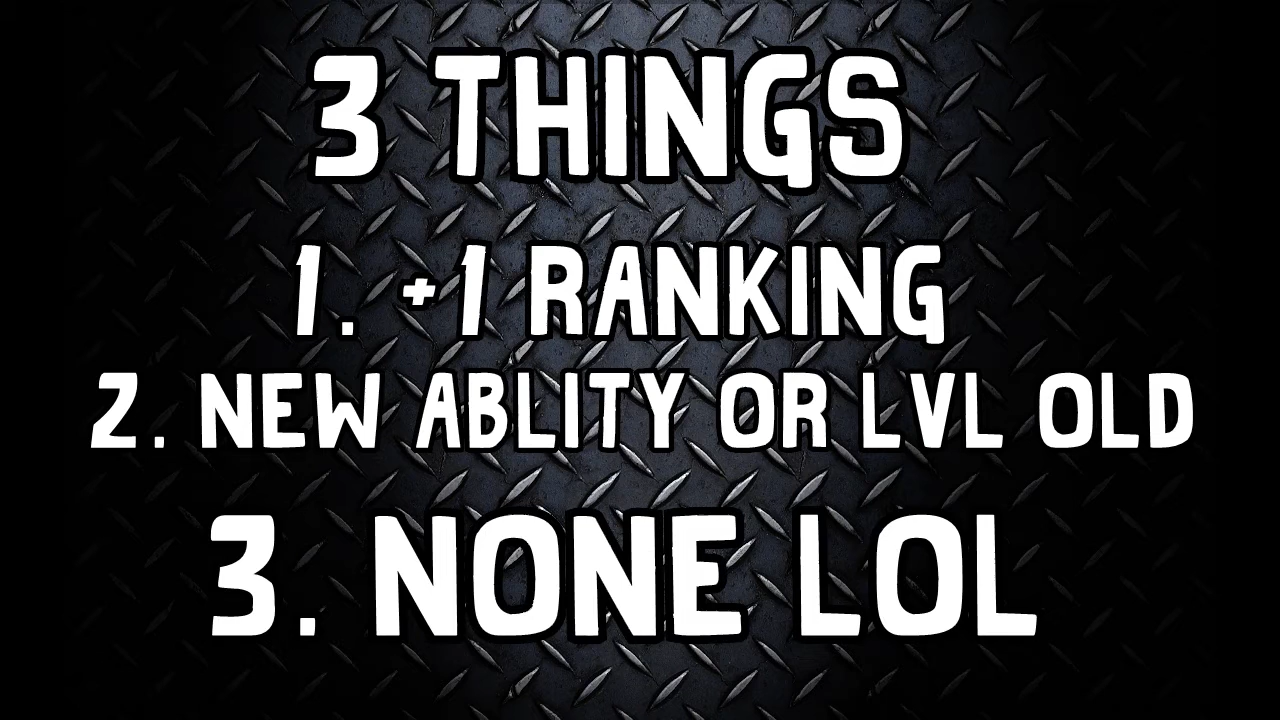 3 THINGS
1. +1 RANKING
2. NEW ABLITY OR LVL OLD
3. NONE LOL